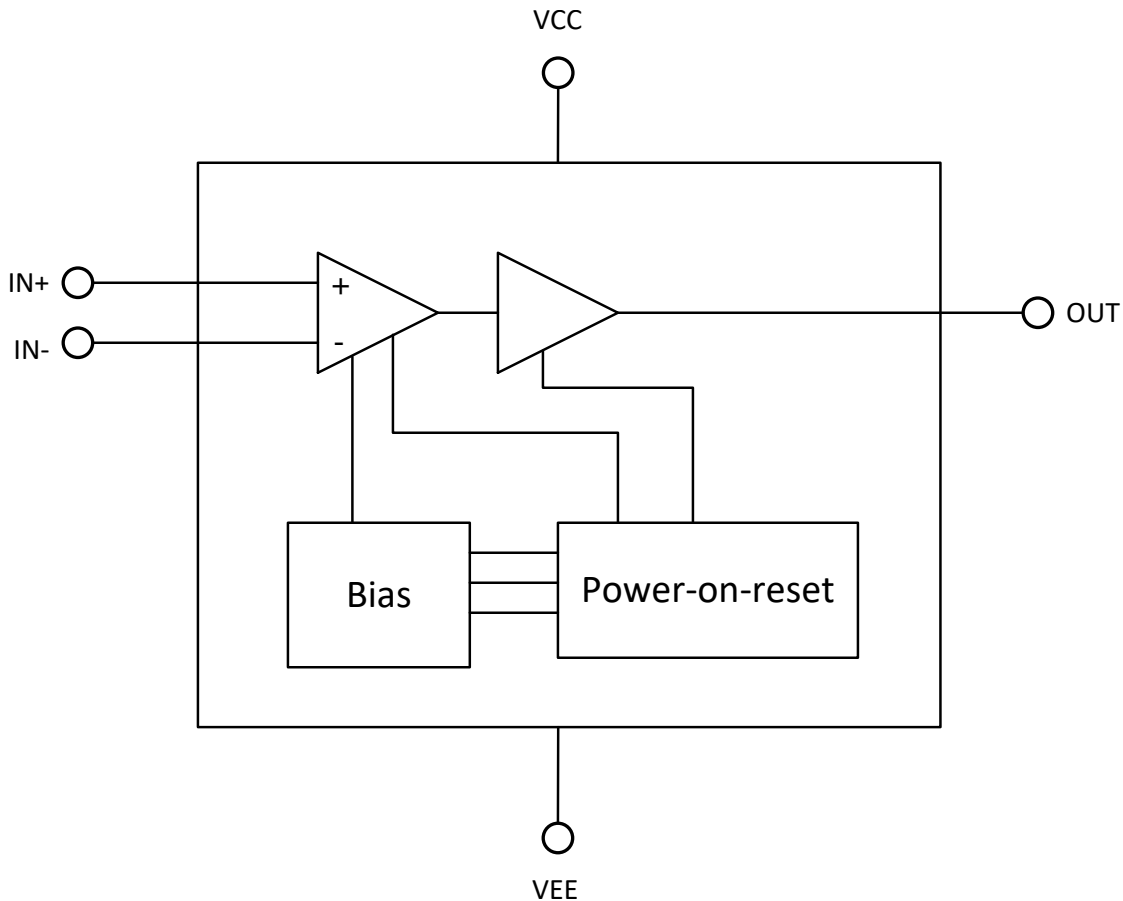 VCC
IN+
+
IN-
-
OUT
Bias
Power-on-reset
VEE